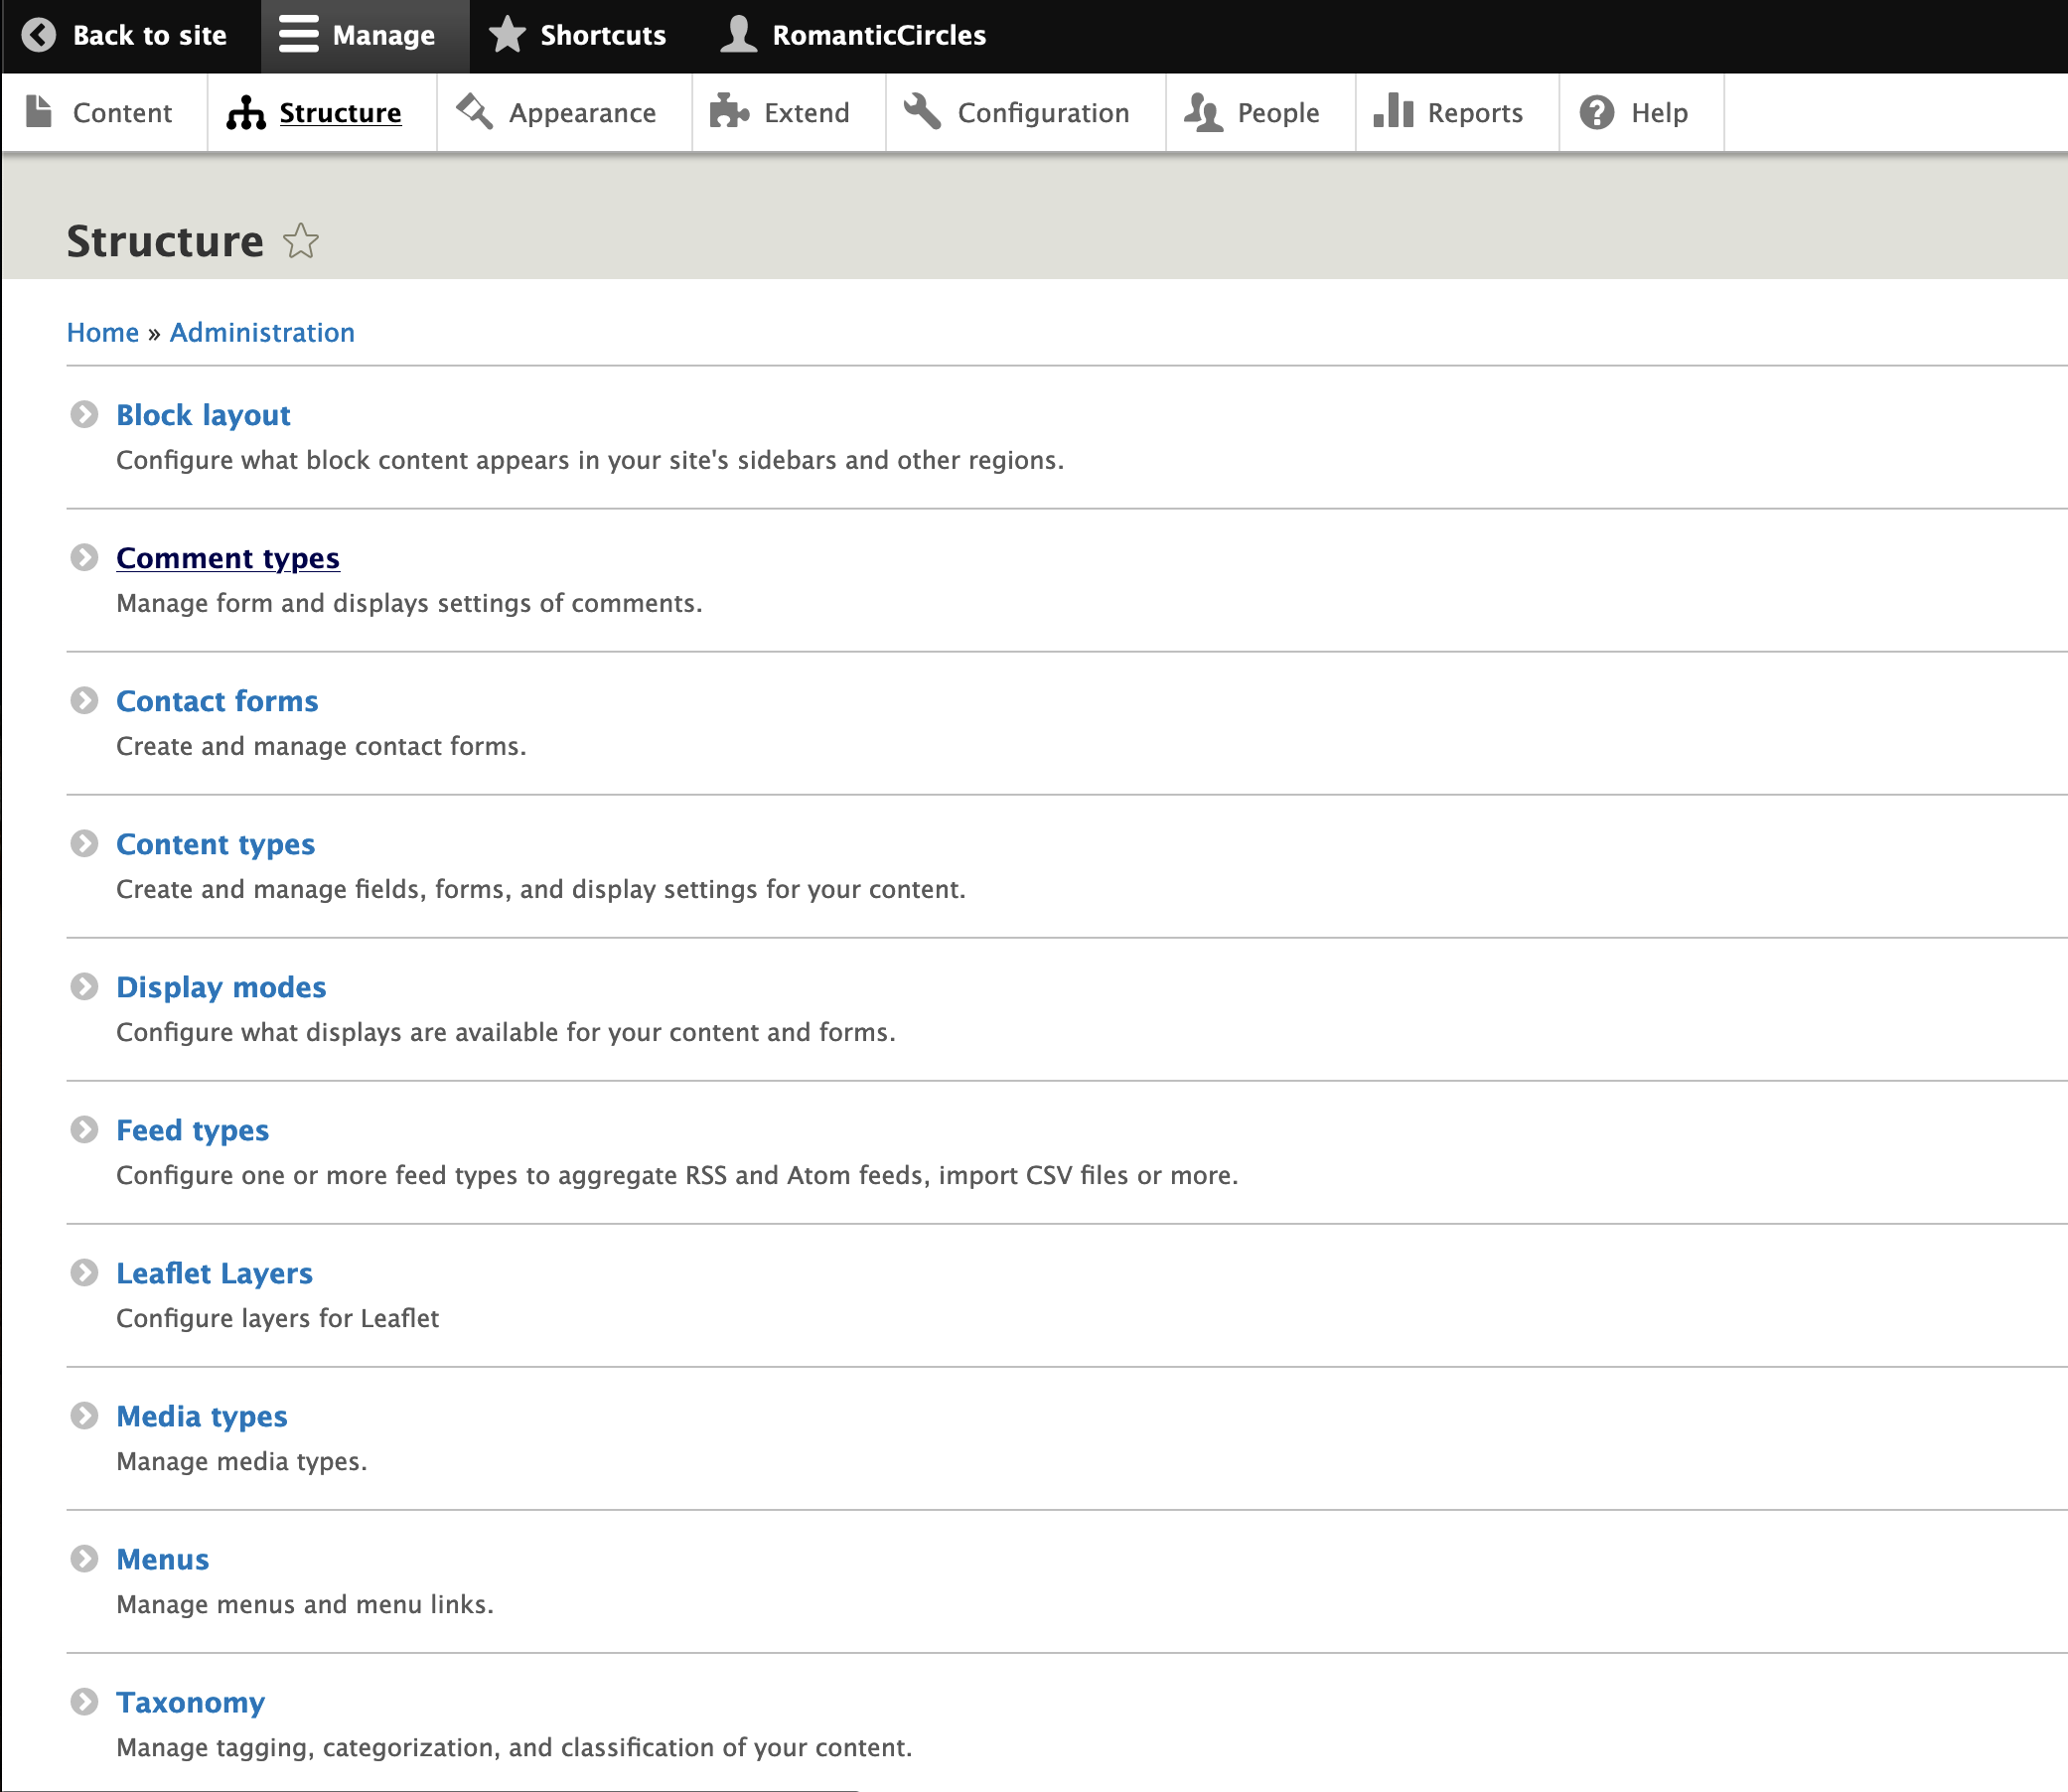 Back to site Manage Shortcuts RomanticCircles
Content Structure Appearance Extend Configuration People Reports Help
Structure
Home » Administration
Block layout
Configure what block content appears in your site's sidebars and other regions.
Comment types
Manage form and displays settings of comments.
Contact forms
Create and manage contact forms.
Content types
Create and manage fields, forms, and display settings for your content.
Display modes
Configure what displays are available for your content and forms.
Feed types
Configure one or more feed types to aggregate RSS and Atom feeds, import CSV files or more.
Leaflet Layers
Configure layers for Leaflet
Media types
Manage media types.
Menus
Manage menus and menu links.
Taxonomy
Manage tagging, categorization, and classification of your content.